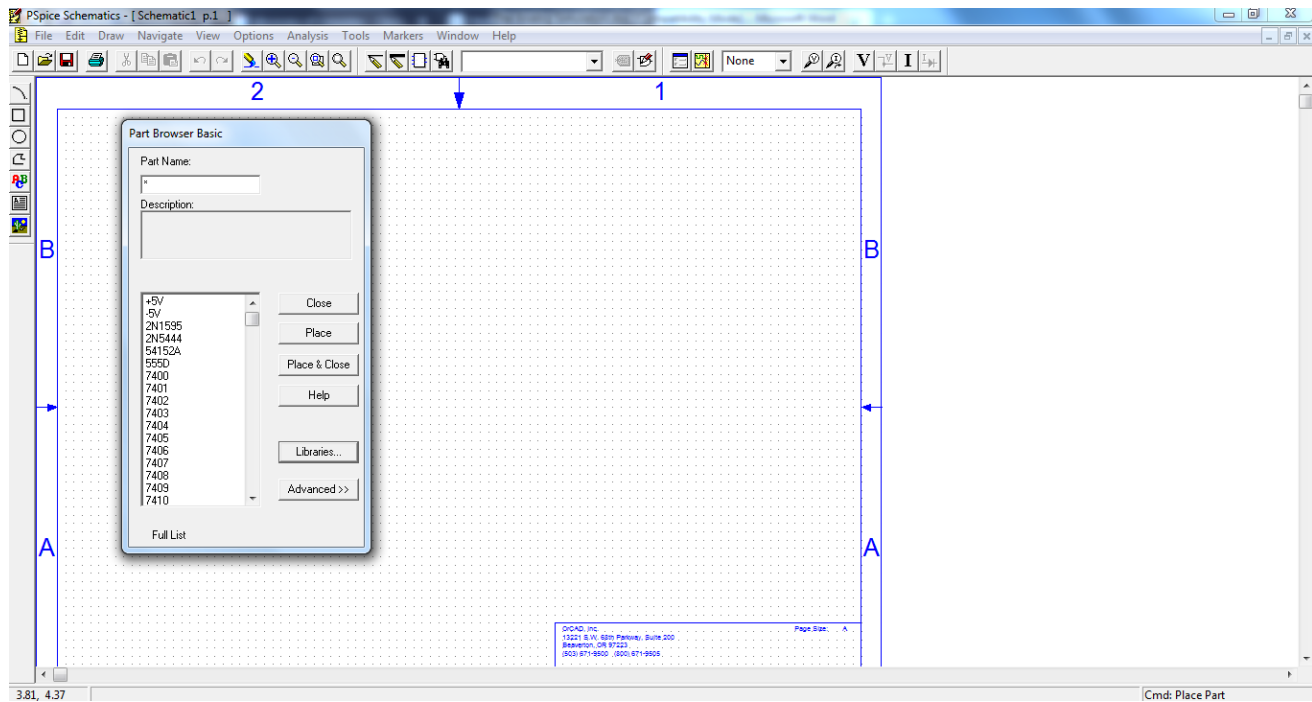 PSpice Schematics - [ Schematic1 p.1 ]
File Edit Draw Navigate View Options Analysis Tools Markers Window Help
None V I
2 1
Part Browser Basic
Part Name:
*
Description:
B B
+5V
-5V
2N1595
2N5444
54152A
555D
7400
7401
7402
7403
7404
7405
7406
7407
7408
7409
7410
Close
Place
Place & Close
Help
Libraries...
Advanced >>
Full List
A A
OrCAD, Inc. Page Size: A
13221 S.W. 68th Parkway, Suite 200
Beaverton, OR 97223
(503) 671-9500 (800) 671-9505
3.81, 4.37 Cmd: Place Part